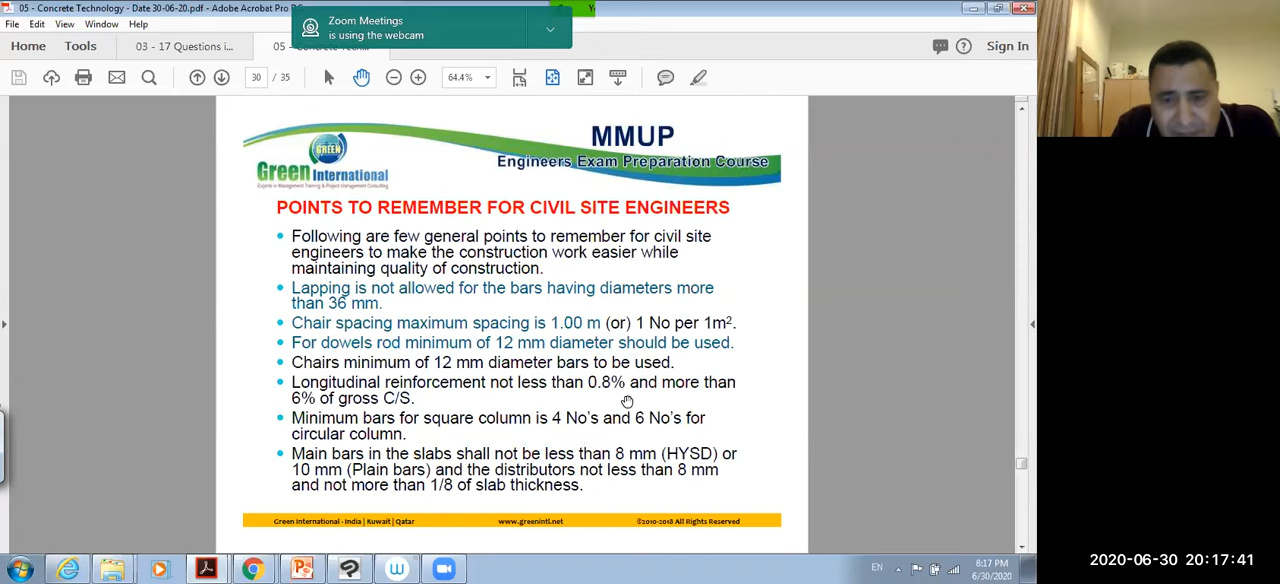 05 - Concrete Technology - Date 30-06-20.pdf - Adobe Acrobat Pro
Zoom Meetings
is using the webcam
File Edit View Window Help
Home Tools 03 - 17 Questions i... 05 -
Sign In
30 / 35 64.4%
MMUP
Engineers Exam Preparation Course
GREEN
Green International
Experts in Management Training & Project Management Consulting
POINTS TO REMEMBER FOR CIVIL SITE ENGINEERS
• Following are few general points to remember for civil site
engineers to make the construction work easier while
maintaining quality of construction.
• Lapping is not allowed for the bars having diameters more
than 36 mm.
• Chair spacing maximum spacing is 1.00 m (or) 1 No per 1m².
• For dowels rod minimum of 12 mm diameter should be used.
• Chairs minimum of 12 mm diameter bars to be used.
• Longitudinal reinforcement not less than 0.8% and more than
6% of gross C/S.
• Minimum bars for square column is 4 No's and 6 No's for
circular column.
• Main bars in the slabs shall not be less than 8 mm (HYSD) or
10 mm (Plain bars) and the distributors not less than 8 mm
and not more than 1/8 of slab thickness.
Green International - India | Kuwait | Qatar www.greenintl.net ©2010-2018 All Rights Reserved
EN 8:17 PM
6/30/2020
2020-06-30 20:17:41